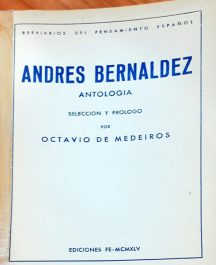 BREVIARIOS DEL PENSAMIENTO ESPAÑOL
ANDRES BERNALDEZ
ANTOLOGIA
SELECCION Y PROLOGO
POR
OCTAVIO DE MEDEIROS
EDICIONES FE-MCMXLV